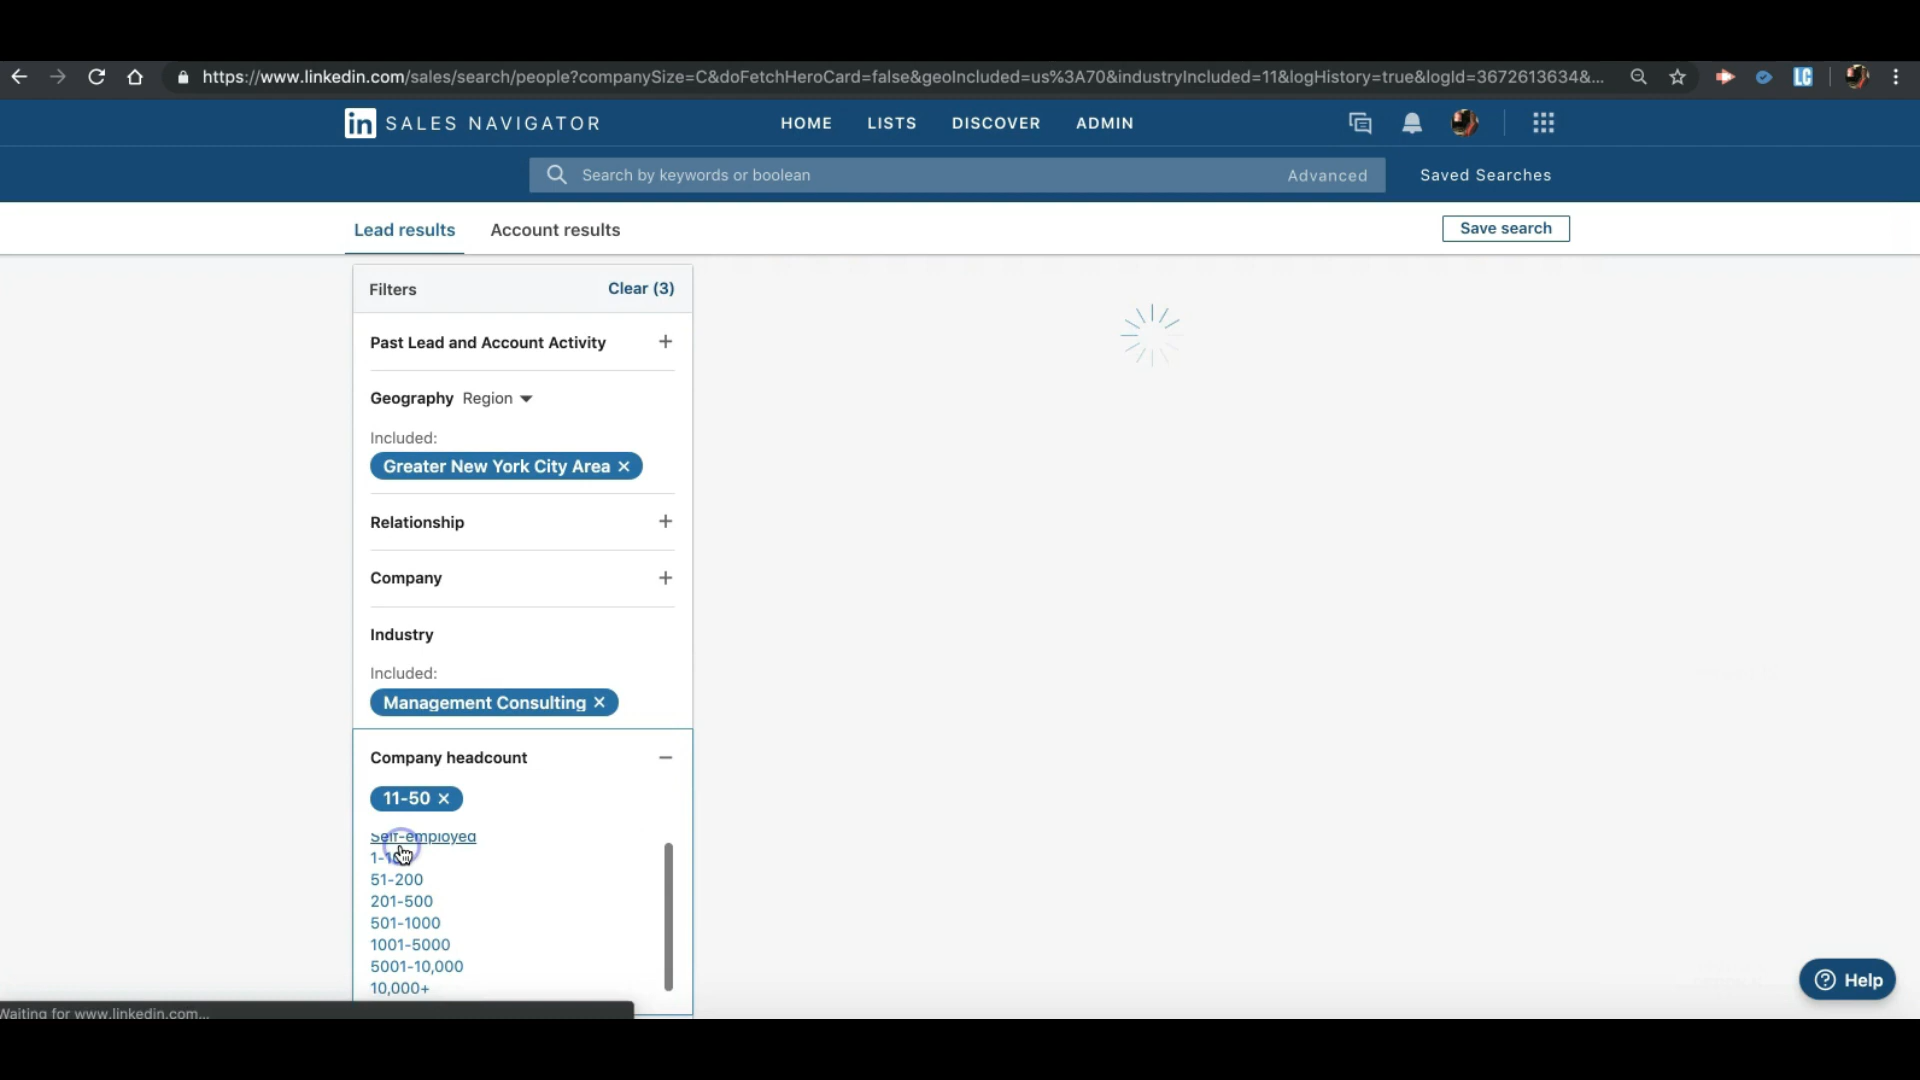 https://www.linkedin.com/sales/search/people?companySize=C&doFetchHeroCard=false&geoIncluded=us%3A70&industryIncluded=11&logHistory=true&logId=3672613634&...
LC
in SALES NAVIGATOR
HOME
LISTS
DISCOVER
ADMIN
Search by keywords or boolean
Advanced
Saved Searches
Lead results
Account results
Save search
Filters
Clear (3)
Past Lead and Account Activity +
Geography Region
Included:
Greater New York City Area ×
Relationship +
Company +
Industry
Included:
Management Consulting ×
Company headcount −
11-50 ×
Self-employed
51-200
201-500
501-1000
1001-5000
5001-10,000
10,000+
Help
Waiting for www.linkedin.com...